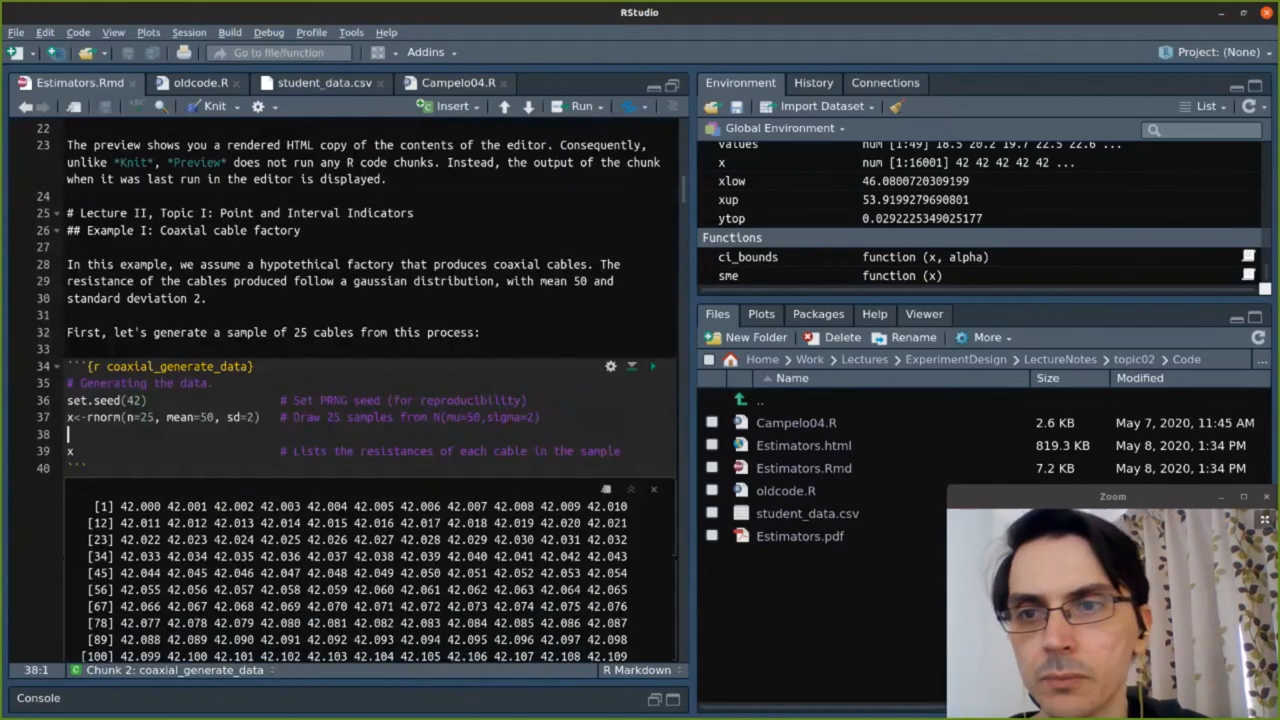 RStudio
File Edit Code View Plots Session Build Debug Profile Tools Help
Go to file/function Addins Project: (None)
Estimators.Rmd oldcode.R student_data.csv Campelo04.R
ABC Knit Insert Run
22
23 The preview shows you a rendered HTML copy of the contents of the editor. Consequently,
unlike *Knit*, *Preview* does not run any R code chunks. Instead, the output of the chunk
when it was last run in the editor is displayed.
24
25 # Lecture II, Topic I: Point and Interval Indicators
26 ## Example I: Coaxial cable factory
27
28 In this example, we assume a hypotethical factory that produces coaxial cables. The
29 resistance of the cables produced follow a gaussian distribution, with mean 50 and
30 standard deviation 2.
31
32 First, let's generate a sample of 25 cables from this process:
33
34 ```{r coaxial_generate_data}
35 # Generating the data.
36 set.seed(42) # Set PRNG seed (for reproducibility)
37 x<-rnorm(n=25, mean=50, sd=2) # Draw 25 samples from N(mu=50,sigma=2)
38
39 x # Lists the resistances of each cable in the sample
40 ```
[1] 42.000 42.001 42.002 42.003 42.004 42.005 42.006 42.007 42.008 42.009 42.010
[12] 42.011 42.012 42.013 42.014 42.015 42.016 42.017 42.018 42.019 42.020 42.021
[23] 42.022 42.023 42.024 42.025 42.026 42.027 42.028 42.029 42.030 42.031 42.032
[34] 42.033 42.034 42.035 42.036 42.037 42.038 42.039 42.040 42.041 42.042 42.043
[45] 42.044 42.045 42.046 42.047 42.048 42.049 42.050 42.051 42.052 42.053 42.054
[56] 42.055 42.056 42.057 42.058 42.059 42.060 42.061 42.062 42.063 42.064 42.065
[67] 42.066 42.067 42.068 42.069 42.070 42.071 42.072 42.073 42.074 42.075 42.076
[78] 42.077 42.078 42.079 42.080 42.081 42.082 42.083 42.084 42.085 42.086 42.087
[89] 42.088 42.089 42.090 42.091 42.092 42.093 42.094 42.095 42.096 42.097 42.098
[100] 42.099 42.100 42.101 42.102 42.103 42.104 42.105 42.106 42.107 42.108 42.109
38:1 Chunk 2: coaxial_generate_data R Markdown
Console
Environment History Connections
Import Dataset List
Global Environment
values num [1:49] 18.5 20.2 19.7 22.5 22.6 ...
x num [1:16001] 42 42 42 42 42 ...
xlow 46.0800720309199
xup 53.9199279690801
ytop 0.0292225349025177
Functions
ci_bounds function (x, alpha)
sme function (x)
Files Plots Packages Help Viewer
New Folder Delete Rename More
Home Work Lectures ExperimentDesign LectureNotes topic02 Code ...
Name Size Modified
..
Campelo04.R 2.6 KB May 7, 2020, 11:45 AM
Estimators.html 819.3 KB May 8, 2020, 1:34 PM
Estimators.Rmd 7.2 KB May 8, 2020, 1:34 PM
oldcode.R
student_data.csv
Estimators.pdf
Zoom